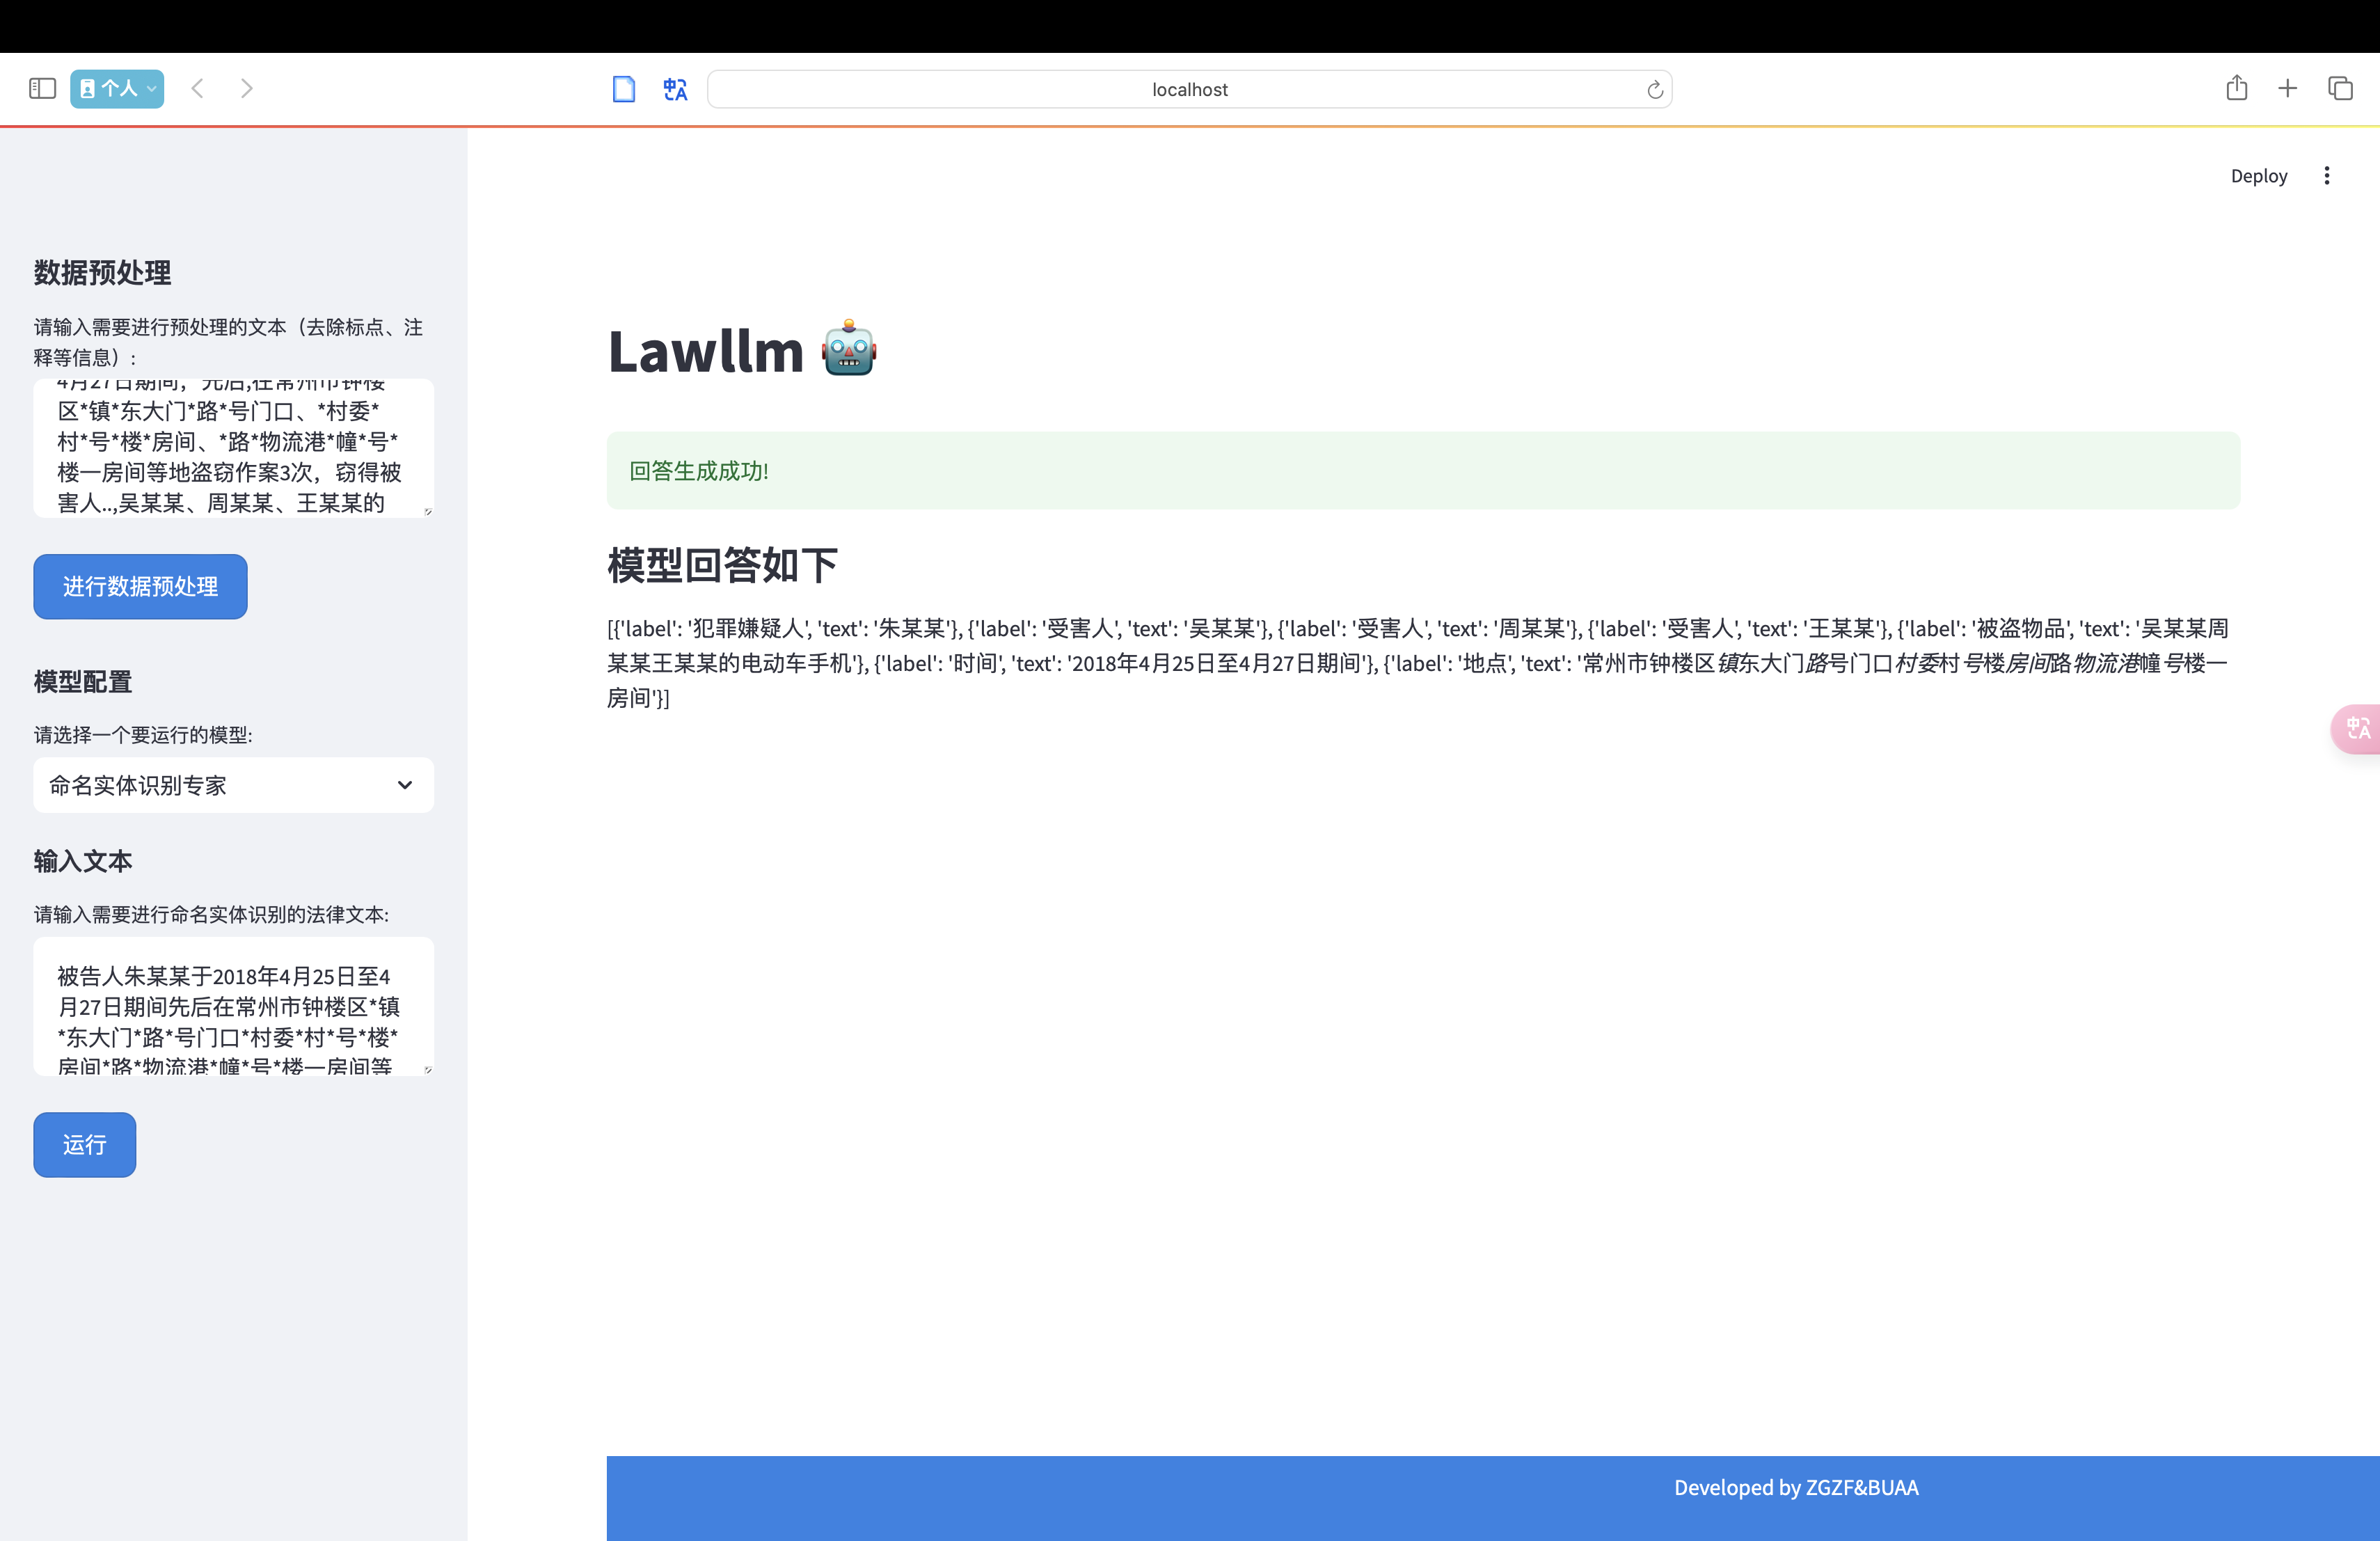 个人
localhost
Deploy
数据预处理
请输入需要进行预处理的文本（去除标点、注
释等信息）:
4月27日期间，先后,在常州市钟楼
区*镇*东大门*路*号门口、*村委*
村*号*楼*房间、*路*物流港*幢*号*
楼一房间等地盗窃作案3次，窃得被
害人..,吴某某、周某某、王某某的
进行数据预处理
模型配置
请选择一个要运行的模型:
命名实体识别专家
输入文本
请输入需要进行命名实体识别的法律文本:
被告人朱某某于2018年4月25日至4
月27日期间先后在常州市钟楼区*镇
*东大门*路*号门口*村委*村*号*楼*
房间*路*物流港*幢*号*楼一房间等
运行
Lawllm
回答生成成功!
模型回答如下
[{'label': '犯罪嫌疑人', 'text': '朱某某'}, {'label': '受害人', 'text': '吴某某'}, {'label': '受害人', 'text': '周某某'}, {'label': '受害人', 'text': '王某某'}, {'label': '被盗物品', 'text': '吴某某周
某某王某某的电动车手机'}, {'label': '时间', 'text': '2018年4月25日至4月27日期间'}, {'label': '地点', 'text': '常州市钟楼区镇东大门路号门口村委村号楼房间路物流港幢号楼一
房间'}]
Developed by ZGZF&BUAA